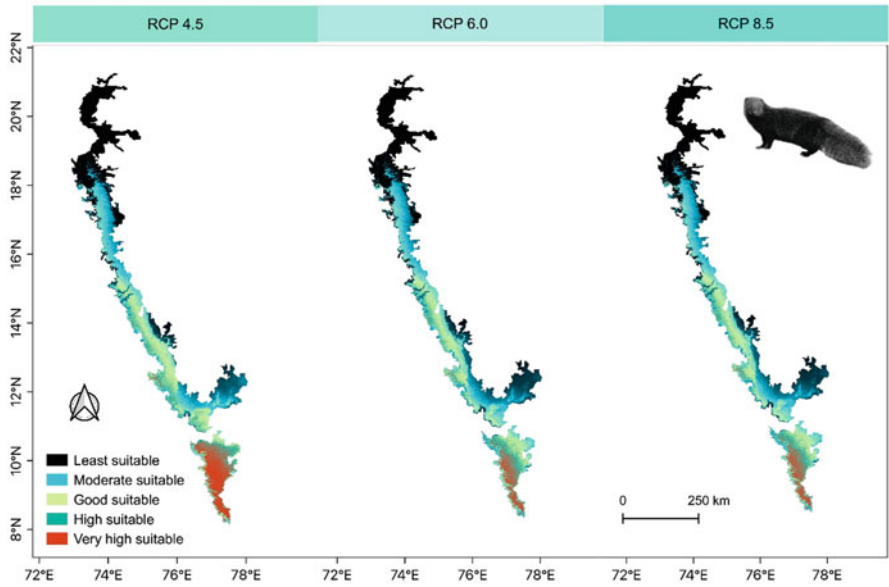 RCP 4.5 RCP 6.0 RCP 8.5
22°N
20°N
18°N
16°N
14°N
12°N
10°N
8°N
Least suitable
Moderate suitable
Good suitable
High suitable
Very high suitable
0 250 km
72°E 74°E 76°E 78°E 72°E 74°E 76°E 78°E 72°E 74°E 76°E 78°E